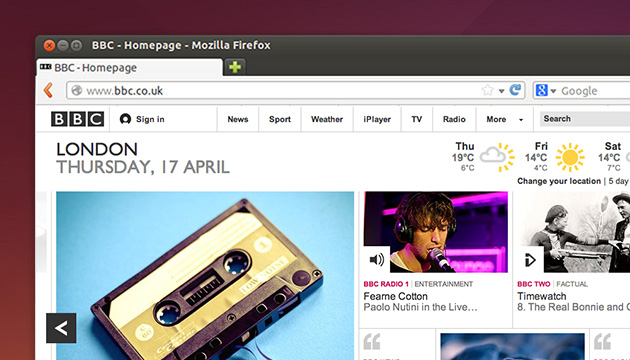 BBC - Homepage - Mozilla Firefox
BBC - Homepage
www.bbc.co.uk
Google
BBC Sign in News Sport Weather iPlayer TV Radio More Search
LONDON
THURSDAY, 17 APRIL
Thu Fri Sat
19°C 14°C 14°C
6°C 4°C 7°C
Change your location | 5 day
LOW NOISE
BBC RADIO 1 | ENTERTAINMENT
Fearne Cotton
Paolo Nutini in the Live...
BBC TWO | FACTUAL
Timewatch
8. The Real Bonnie and C